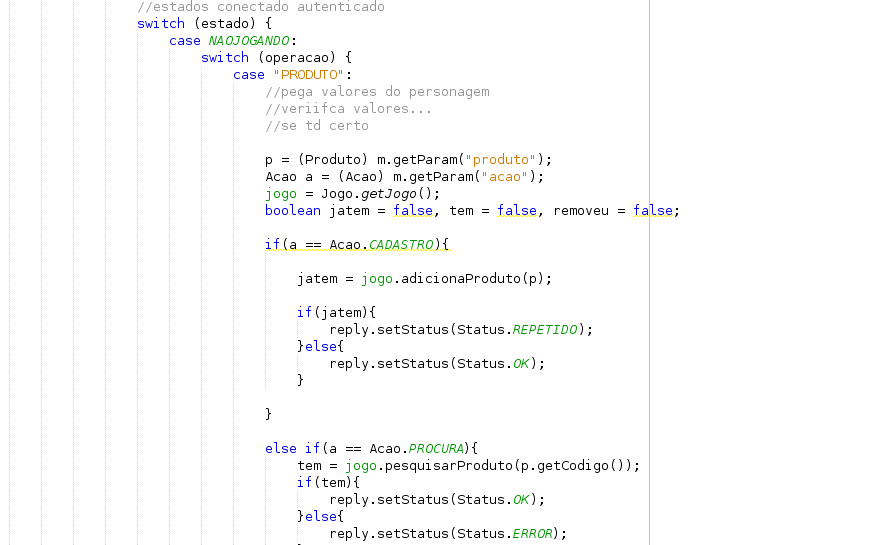 //estados conectado autenticado
switch (estado) {
case NAOJOGANDO:
switch (operacao) {
case "PRODUTO":
//pega valores do personagem
//veriifca valores...
//se td certo
p = (Produto) m.getParam("produto");
Acao a = (Acao) m.getParam("acao");
jogo = Jogo.getJogo();
boolean jatem = false, tem = false, removeu = false;
if(a == Acao.CADASTRO){
jatem = jogo.adicionaProduto(p);
if(jatem){
reply.setStatus(Status.REPETIDO);
}else{
reply.setStatus(Status.OK);
}
}
else if(a == Acao.PROCURA){
tem = jogo.pesquisarProduto(p.getCodigo());
if(tem){
reply.setStatus(Status.OK);
}else{
reply.setStatus(Status.ERROR);